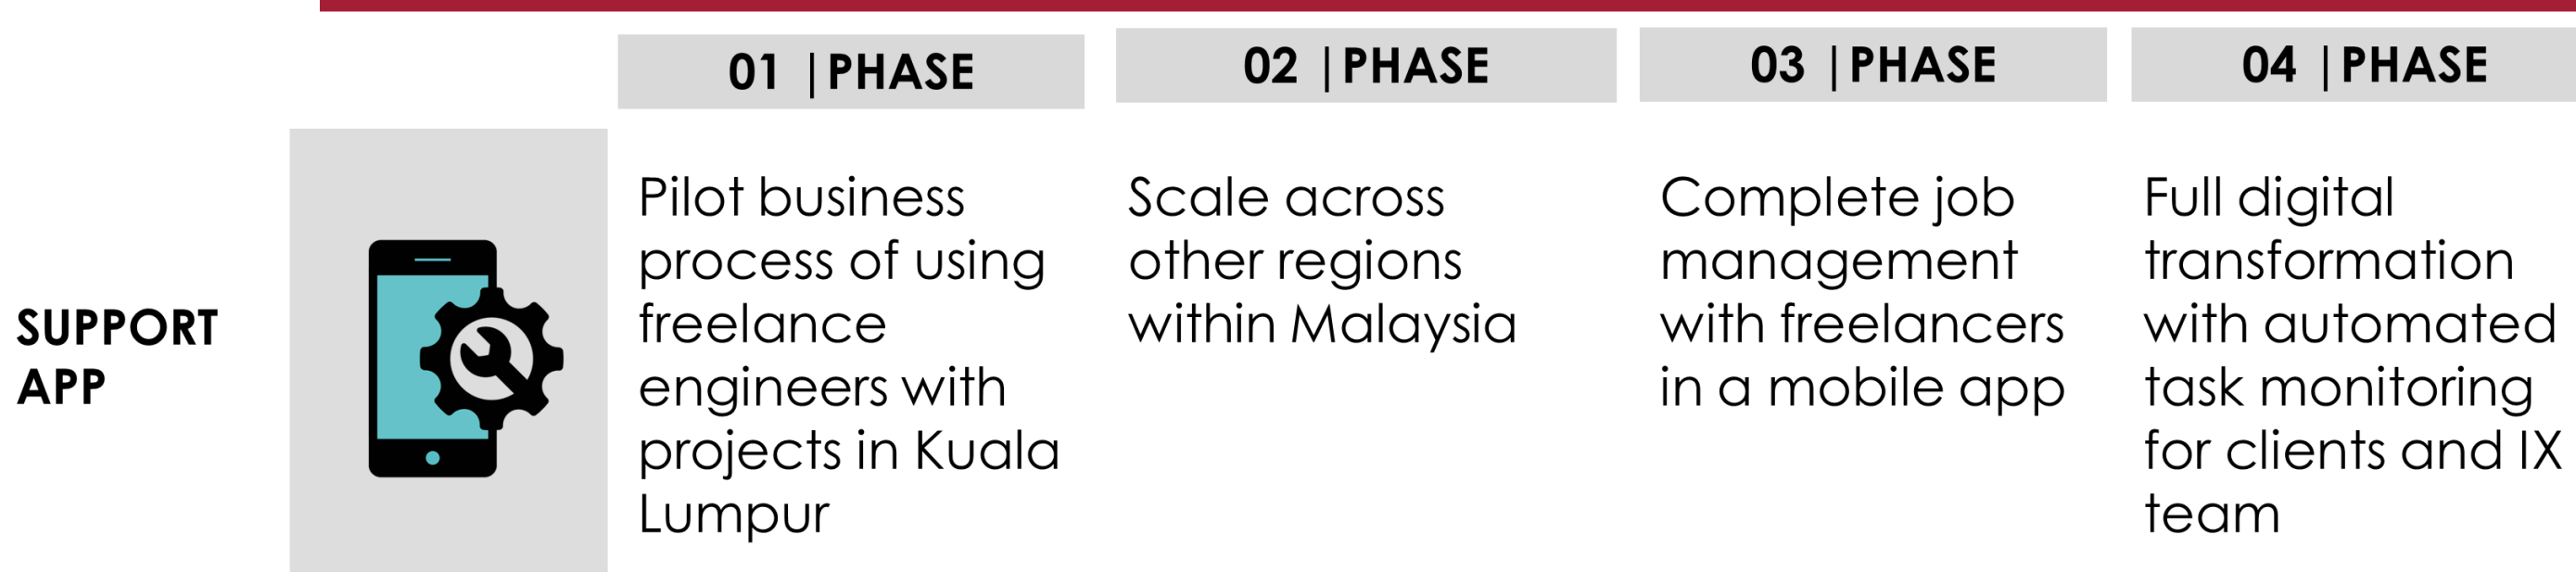 01 |PHASE
02 |PHASE
03 |PHASE
04 |PHASE
SUPPORT
APP
Pilot business
process of using
freelance
engineers with
projects in Kuala
Lumpur
Scale across
other regions
within Malaysia
Complete job
management
with freelancers
in a mobile app
Full digital
transformation
with automated
task monitoring
for clients and IX
team